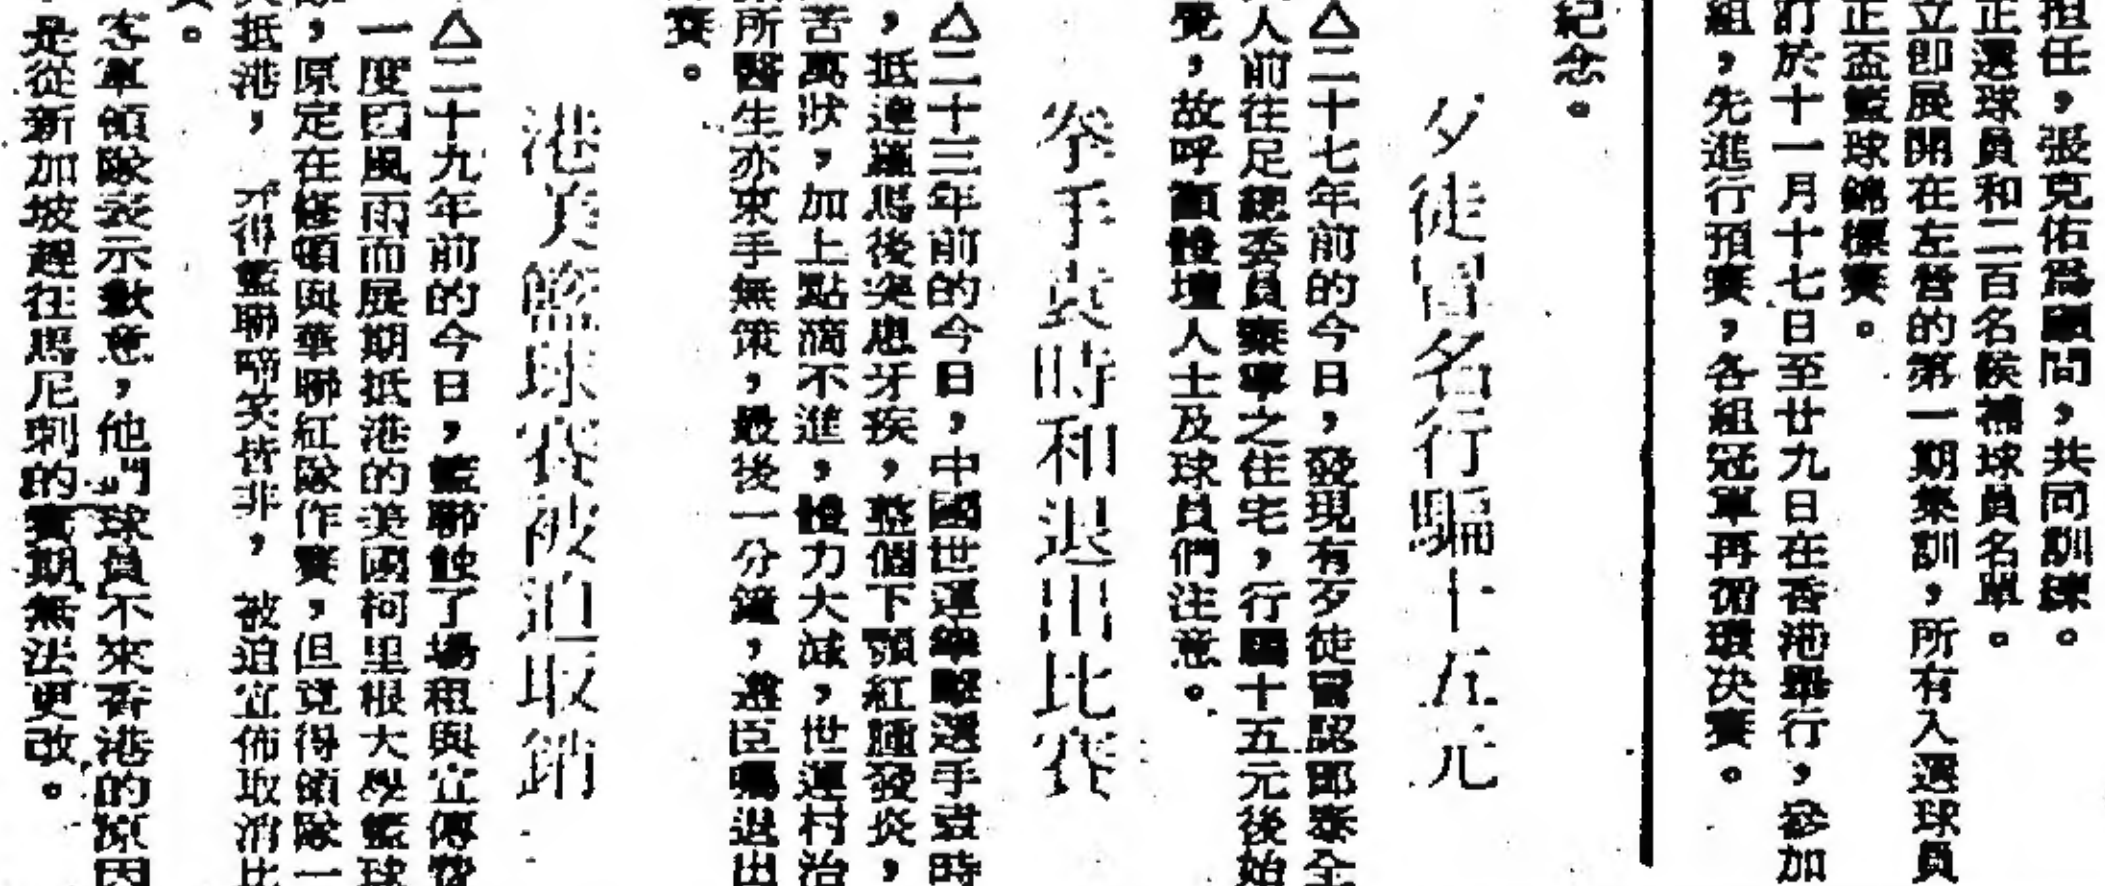 担任，張克佑為顧問，共同訓練。
正選球員和二百名候補球員名單。
立即展開在左營的第一期集訓，所有入選球員
正盃籃球錦標賽。
訂於十一月十七日至廿九日在香港舉行，參加
組，先進行預賽，各組冠軍再循環决賽。
紀念。
歹徒冒名行騙十五元
△二十七年前的今日，發現有歹徒冒認鄧泰全
人前往足總委員秦寧之住宅，行騙十五元後始
覺，故呼籲體壇人士及球員們注意。
拳手袁時和退出比賽
△二十三年前的今日，中國世運拳擊選手袁時
，抵達羅馬後突患牙疾，整個下顎紅腫發炎，
苦萬狀，加上點滴不進，體力大減，世運村治
所醫生亦束手無策，最後一分鐘，遵臣囑退出
賽。
港美籃球賽被迫取銷
△二十九年前的今日，籃聯蝕了場租與宣傳費
一度因風雨而展期抵港的美國柯里根大學籃球
，原定在修頓與華聯紅隊作賽，但竟得領隊一
抵港，弄得籃聯啼笑皆非，被迫宣佈取消比
。
客軍領隊表示歉意，他們球員不來香港的原因
是從新加坡趕往馬尼剌的賽期無法更改。